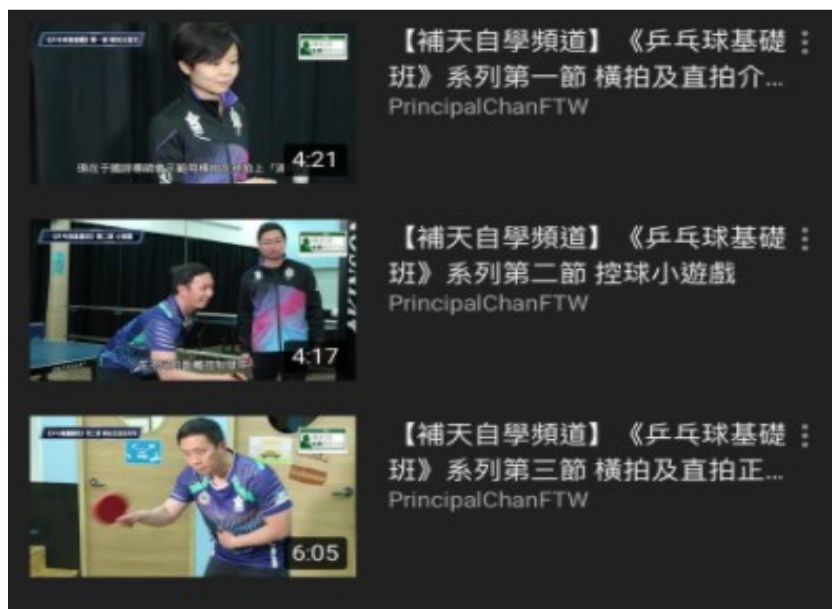 【補天自學頻道】《乒乓球基礎
班》系列第一節 橫拍及直拍介...
PrincipalChanFTW
4:21
【補天自學頻道】《乒乓球基礎
班》系列第二節 控球小遊戲
PrincipalChanFTW
4:17
【補天自學頻道】《乒乓球基礎
班》系列第三節 橫拍及直拍正...
PrincipalChanFTW
6:05